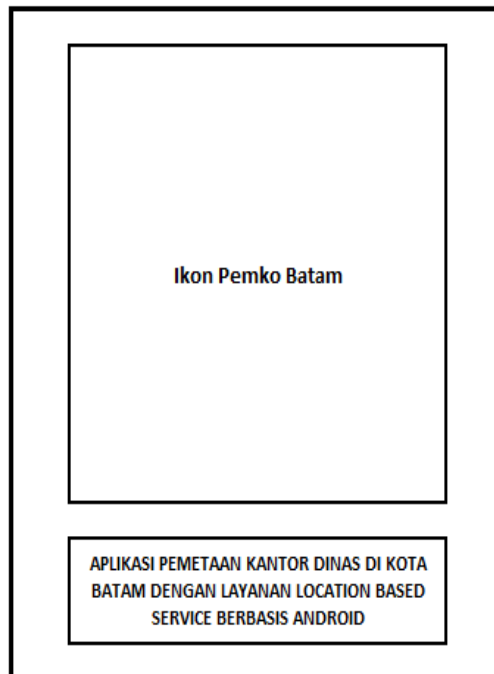 Ikon Pemko Batam
APLIKASI PEMETAAN KANTOR DINAS DI KOTA
BATAM DENGAN LAYANAN LOCATION BASED
SERVICE BERBASIS ANDROID